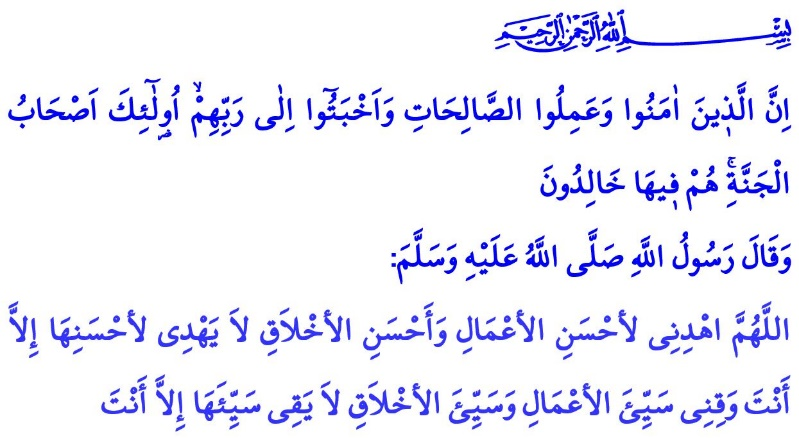 بِسْمِ اللهِ الرَّحْمٰنِ الرَّحِيمِ
اِنَّ الَّذ۪ينَ اٰمَنُوا وَعَمِلُوا الصَّالِحَاتِ وَاَخْبَتُٓوا اِلٰى رَبِّهِمْۙ اُو۬لٰٓئِكَ اَصْحَابُ
الْجَنَّةِۚ هُمْ ف۪يهَا خَالِدُونَ
وَقَالَ رَسُولُ اللَّهِ صَلَّى اللَّهُ عَلَيْهِ وَسَلَّمَ:
اللَّهُمَّ اهْدِنِى لأَحْسَنِ الأَعْمَالِ وَأَحْسَنِ الأَخْلاَقِ لاَ يَهْدِى لأَحْسَنِهَا إِلاَّ
أَنْتَ وَقِنِى سَيِّئَ الأَعْمَالِ وَسَيِّئَ الأَخْلاَقِ لاَ يَقِى سَيِّئَهَا إِلاَّ أَنْتَ